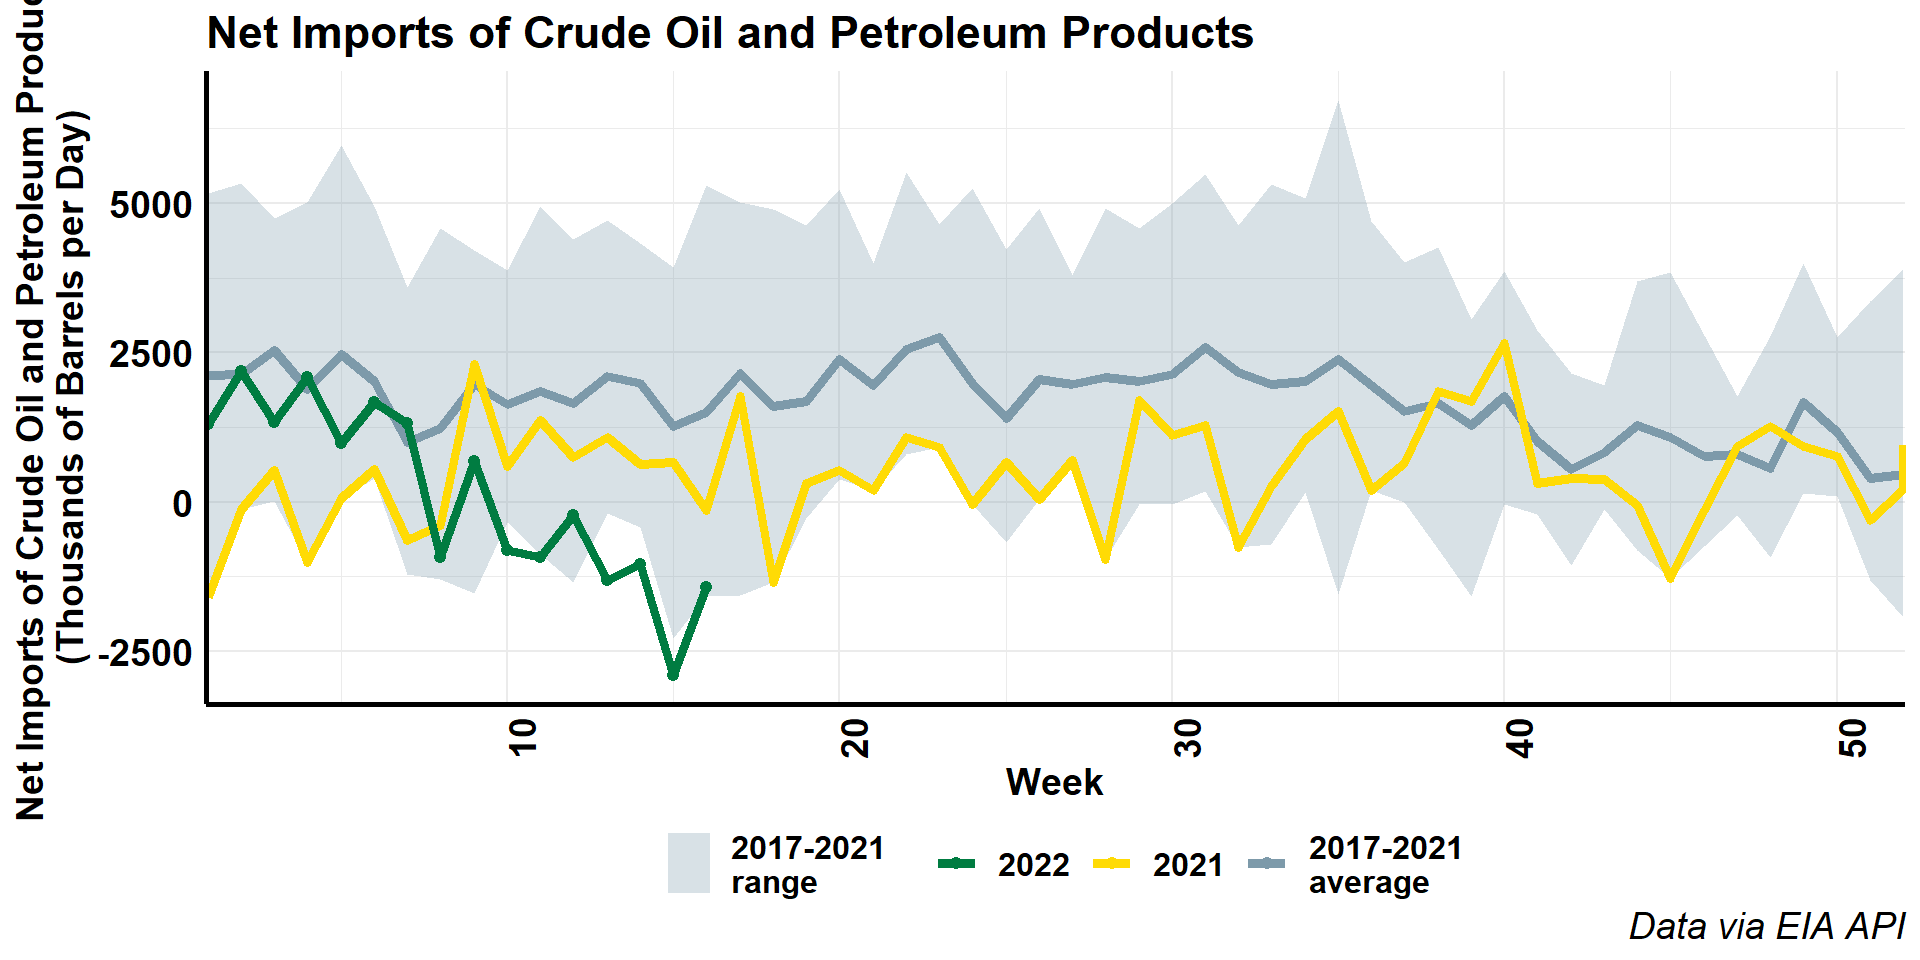 Net Imports of Crude Oil and Petroleum Products
Net Imports of Crude Oil and Petroleum Produc
(Thousands of Barrels per Day)
5000
2500
0
-2500
10
20
30
40
50
Week
2017-2021
range
2022
2021
2017-2021
average
Data via EIA API